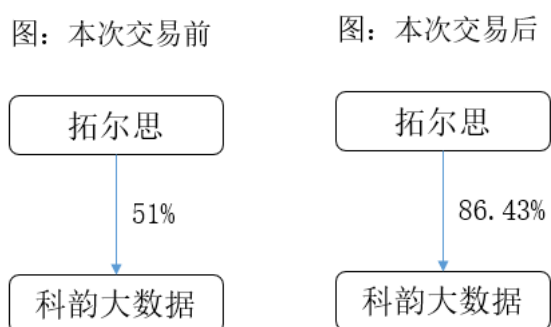 图：本次交易前
拓尔思
51%
科韵大数据
图：本次交易后
拓尔思
86.43%
科韵大数据